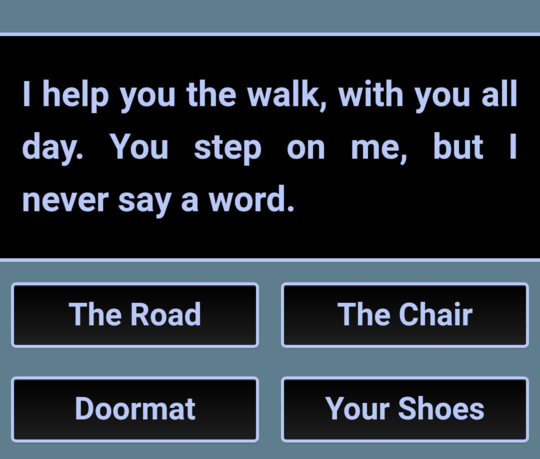 I help you the walk, with you all
day. You step on me, but I
never say a word.
The Road
The Chair
Doormat
Your Shoes